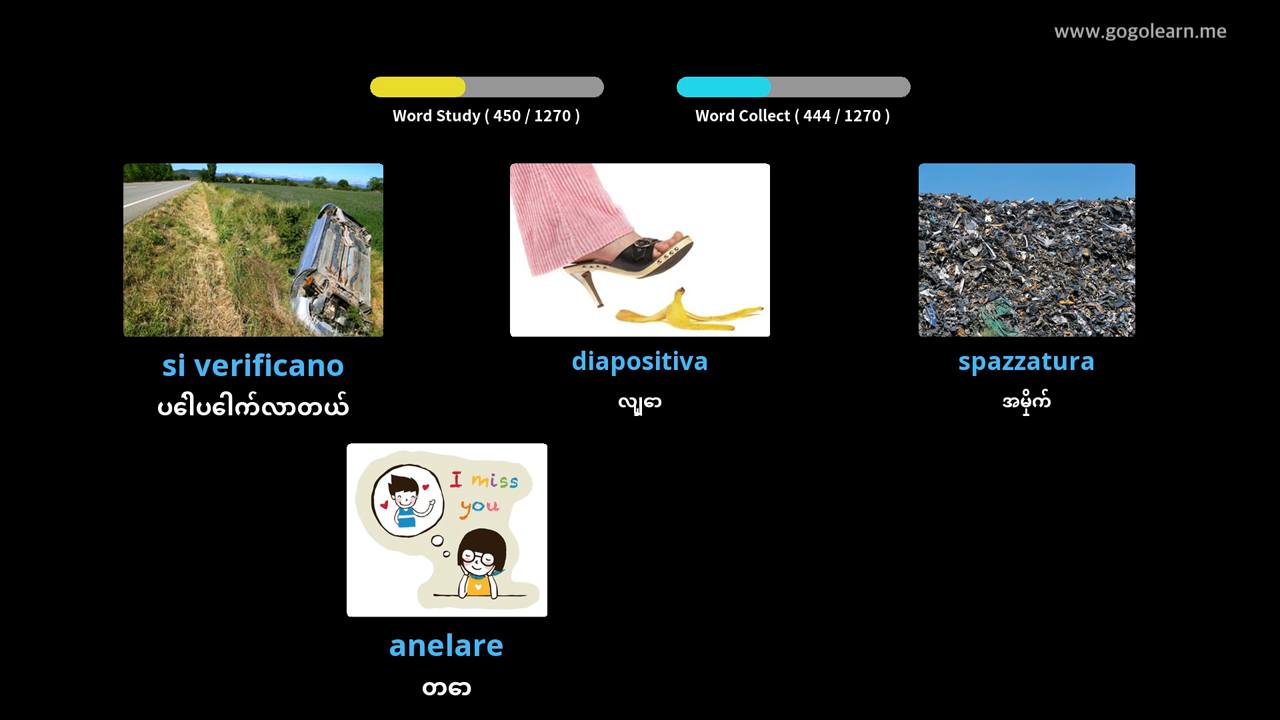 www.gogolearn.me
Word Study ( 450 / 1270 )
Word Collect ( 444 / 1270 )
si verificano
ပေါ်ပေါက်လာတယ်
diapositiva
လျှော
spazzatura
အမှိုက်
I miss
you
anelare
တော